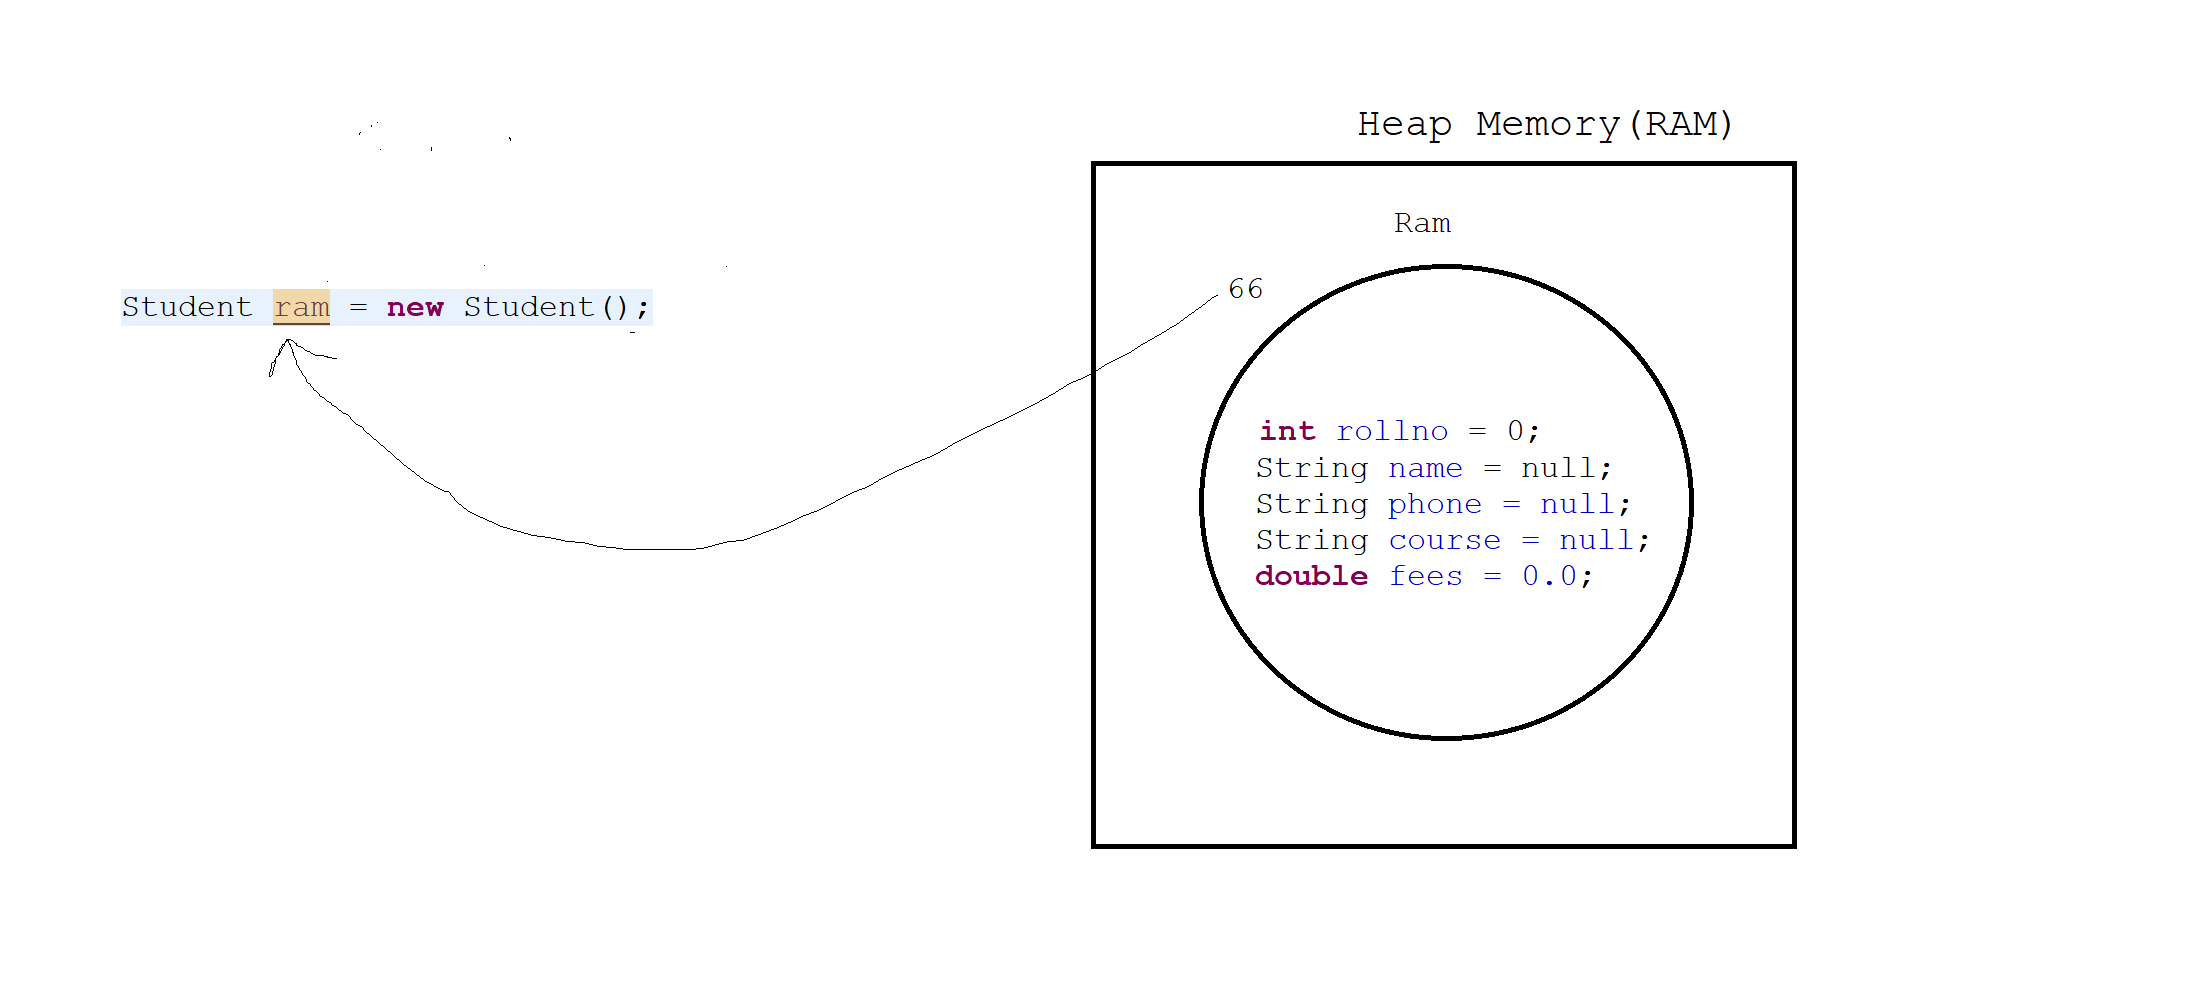 Heap Memory(RAM)
Ram
66
Student ram = new Student();
int rollno = 0;
String name = null;
String phone = null;
String course = null;
double fees = 0.0;